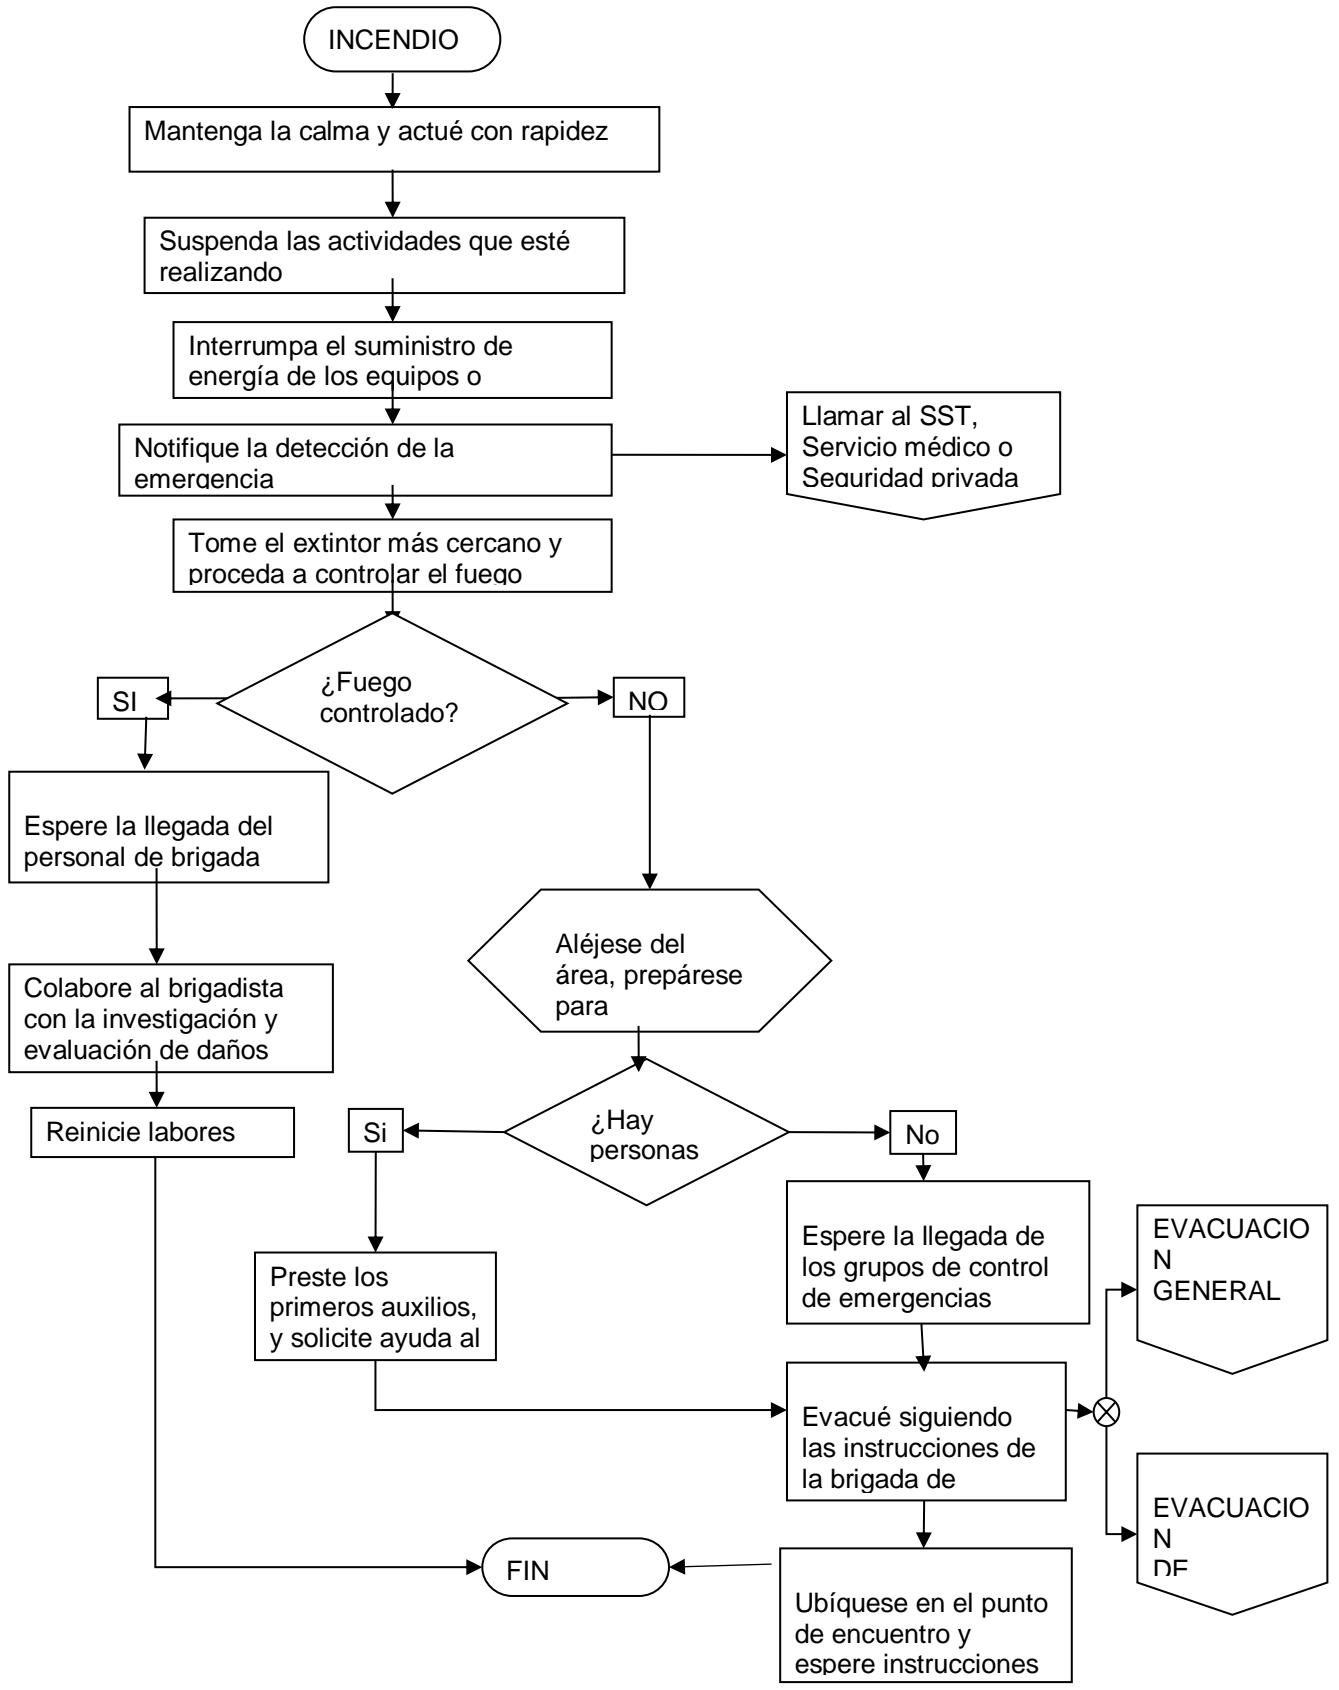 INCENDIO
Mantenga la calma y actué con rapidez
Suspenda las actividades que esté
realizando
Interrumpa el suministro de
energía de los equipos o
Notifique la detección de la
emergencia
Llamar al SST,
Servicio médico o
Seguridad privada
Tome el extintor más cercano y
proceda a controlar el fuego
¿Fuego
controlado?
SI
NO
Espere la llegada del
personal de brigada
Aléjese del
área, prepárese
para
Colabore al brigadista
con la investigación y
evaluación de daños
Reinicie labores
¿Hay
personas
Si
No
Espere la llegada de
los grupos de control
de emergencias
EVACUACIO
N
GENERAL
Preste los
primeros auxilios,
y solicite ayuda al
Evacué siguiendo
las instrucciones de
la brigada de
EVACUACIO
N
DE
FIN
Ubíquese en el punto
de encuentro y
espere instrucciones